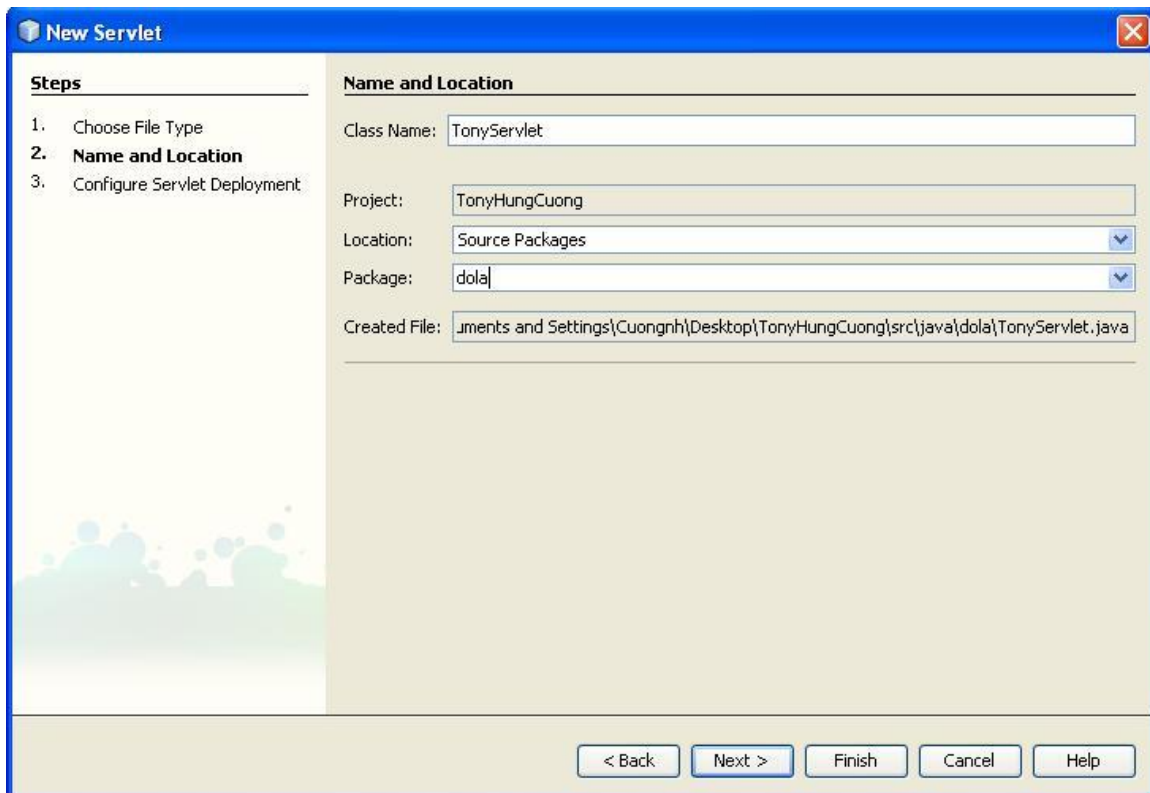 New Servlet
Steps
1. Choose File Type
2. Name and Location
3. Configure Servlet Deployment
Name and Location
Class Name: TonyServlet
Project: TonyHungCuong
Location: Source Packages
Package: dola
Created File: uments and Settings\Cuongnh\Desktop\TonyHungCuong\src\java\dola\TonyServlet.java
< Back Next > Finish Cancel Help